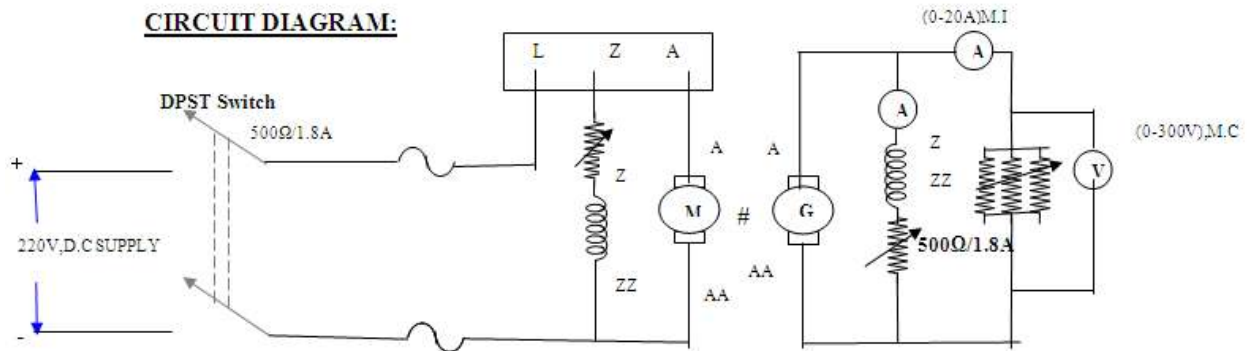 CIRCUIT DIAGRAM:
(0-20A)M.I
L Z A
A
DPST Switch
500Ω/1.8A
A
(0-300V),M.C
+
A
A
Z
Z
ZZ
V
M
#
G
220V,D.C SUPPLY
500Ω/1.8A
ZZ
AA
AA
-